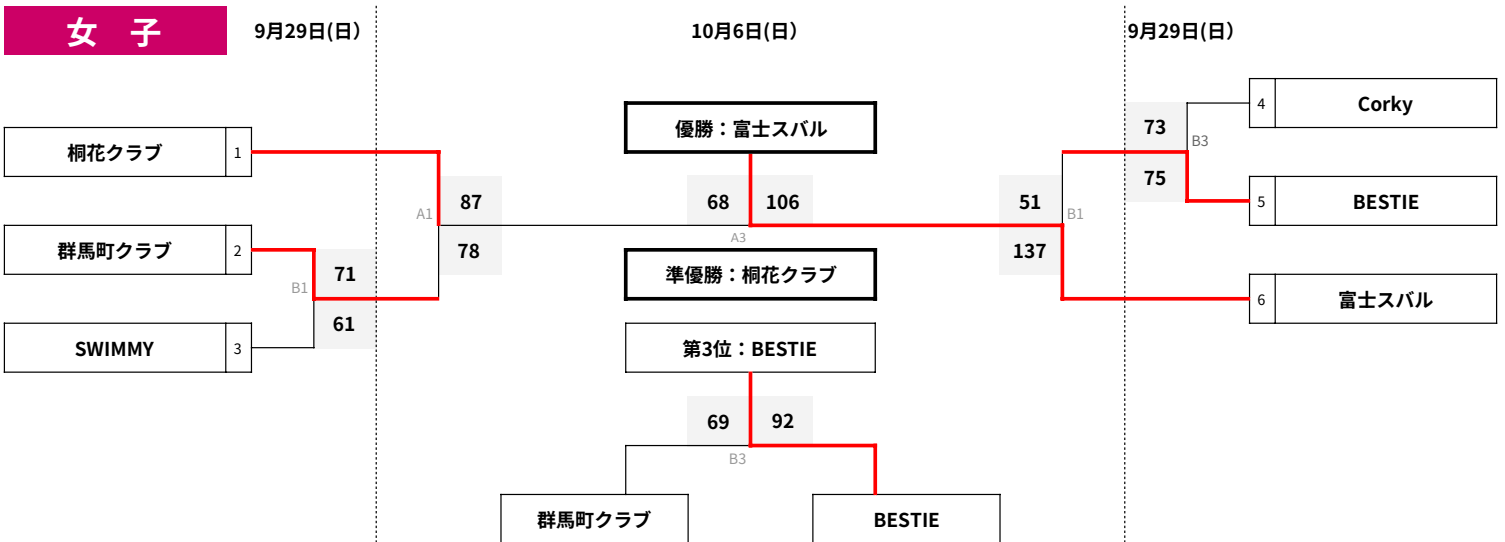 女 子
9月29日(日)
10月6日(日)
9月29日(日)
桐花クラブ 1
群馬町クラブ 2
SWIMMY 3
B1
71
61
A1
87
78
優勝：富士スバル
68 106
A3
準優勝：桐花クラブ
第3位：BESTIE
69 92
B3
群馬町クラブ
BESTIE
51
137
B1
73
75
B3
4 Corky
5 BESTIE
6 富士スバル